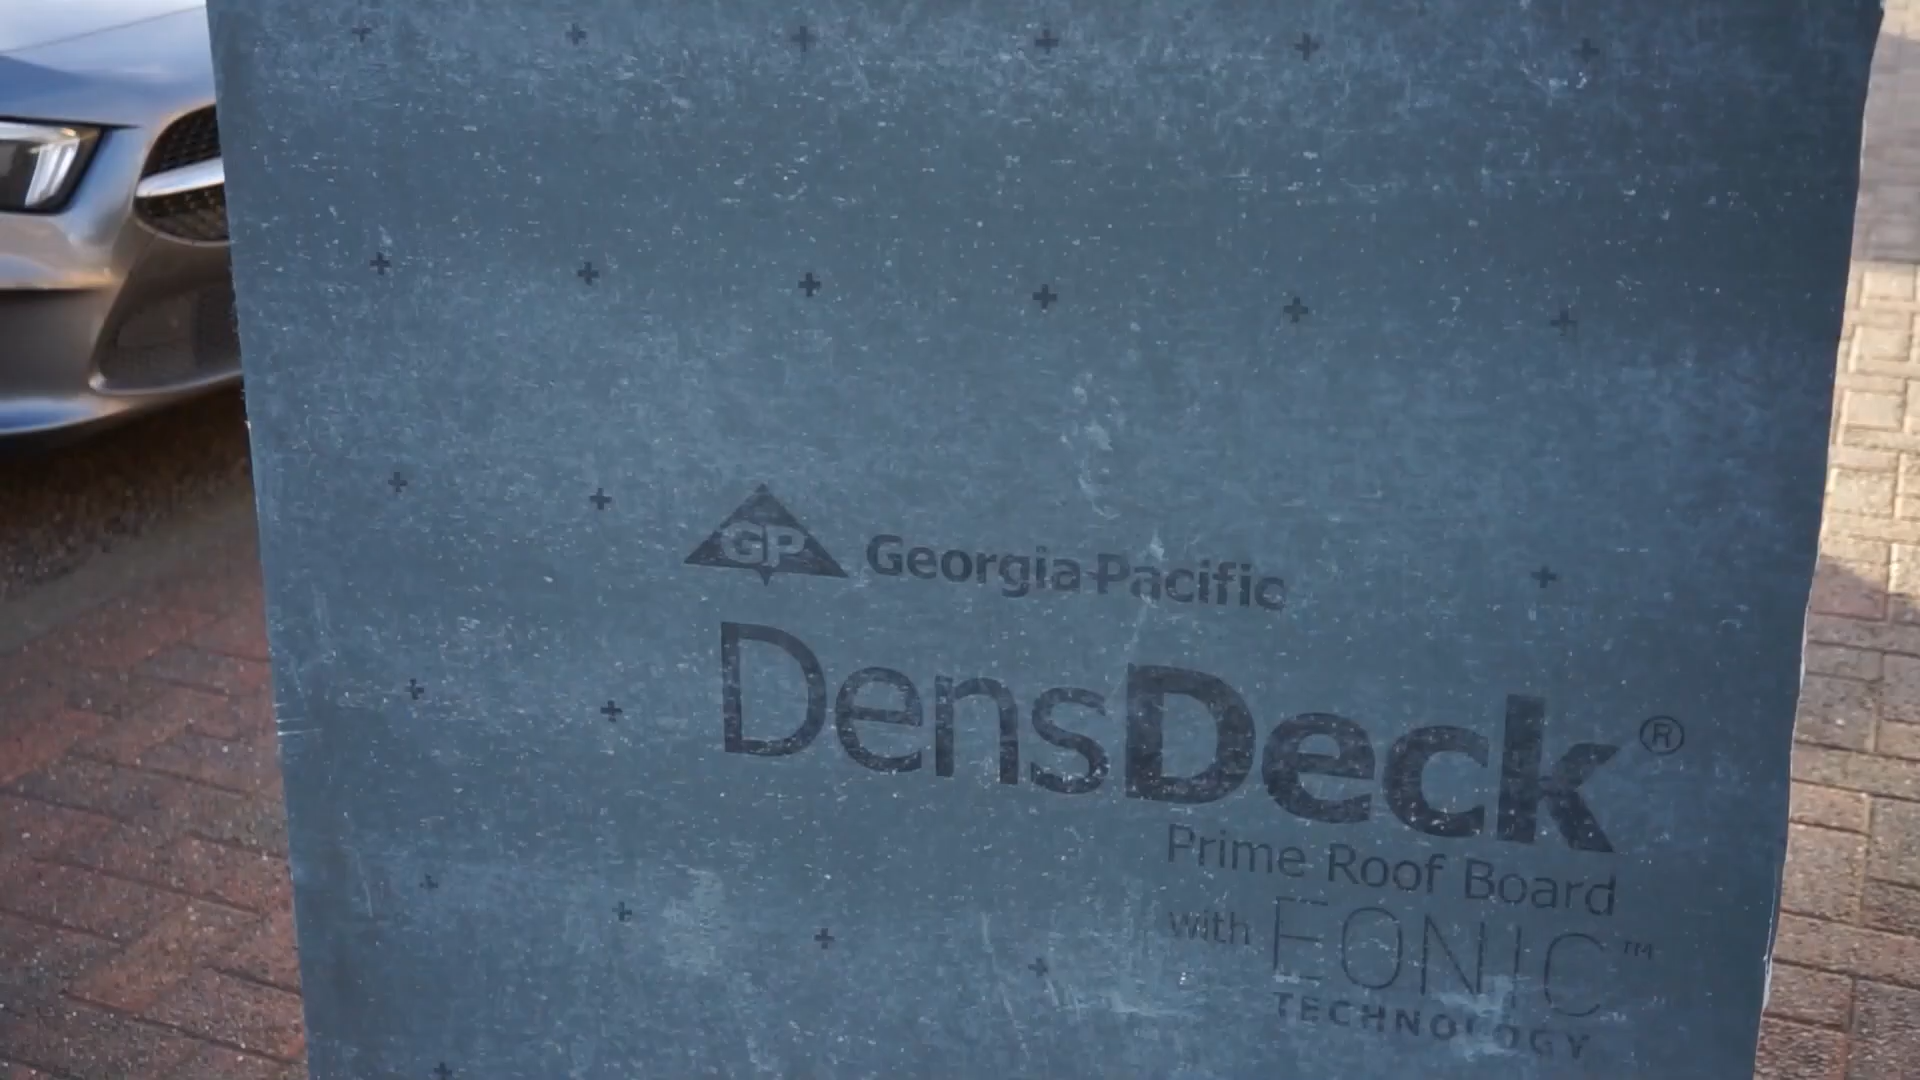 GP Georgia-Pacific
DensDeck®
Prime Roof Board
with EONIC™
TECHNOLOGY